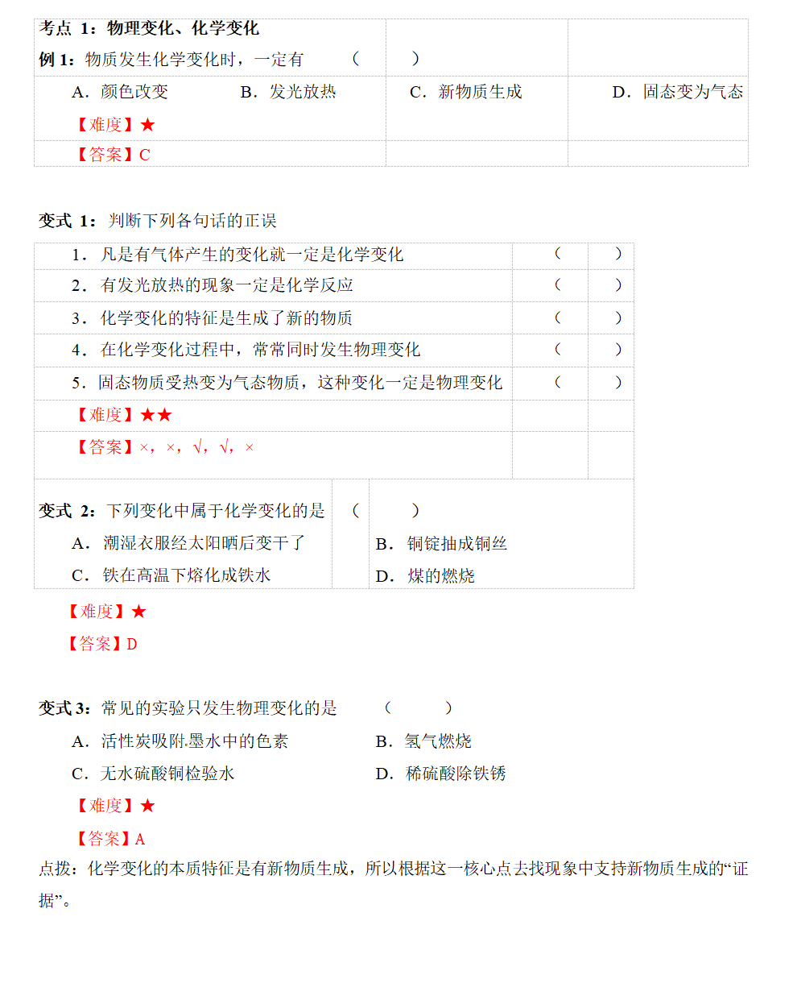 考点 1：物理变化、化学变化
例 1：物质发生化学变化时，一定有 （ ）
A．颜色改变 B．发光放热 C．新物质生成 D．固态变为气态
【难度】★
【答案】C
变式 1：判断下列各句话的正误
1．凡是有气体产生的变化就一定是化学变化 （ ）
2．有发光放热的现象一定是化学反应 （ ）
3．化学变化的特征是生成了新的物质 （ ）
4．在化学变化过程中，常常同时发生物理变化 （ ）
5．固态物质受热变为气态物质，这种变化一定是物理变化 （ ）
【难度】★★
【答案】×，×，√，√，×
变式 2：下列变化中属于化学变化的是 （ ）
A．潮湿衣服经太阳晒后变干了 B．铜锭抽成铜丝
C．铁在高温下熔化成铁水 D．煤的燃烧
【难度】★
【答案】D
变式 3：常见的实验只发生物理变化的是 （ ）
A．活性炭吸附墨水中的色素 B．氢气燃烧
C．无水硫酸铜检验水 D．稀硫酸除铁锈
【难度】★
【答案】A
点拨：化学变化的本质特征是有新物质生成，所以根据这一核心点去找现象中支持新物质生成的“证
据”。